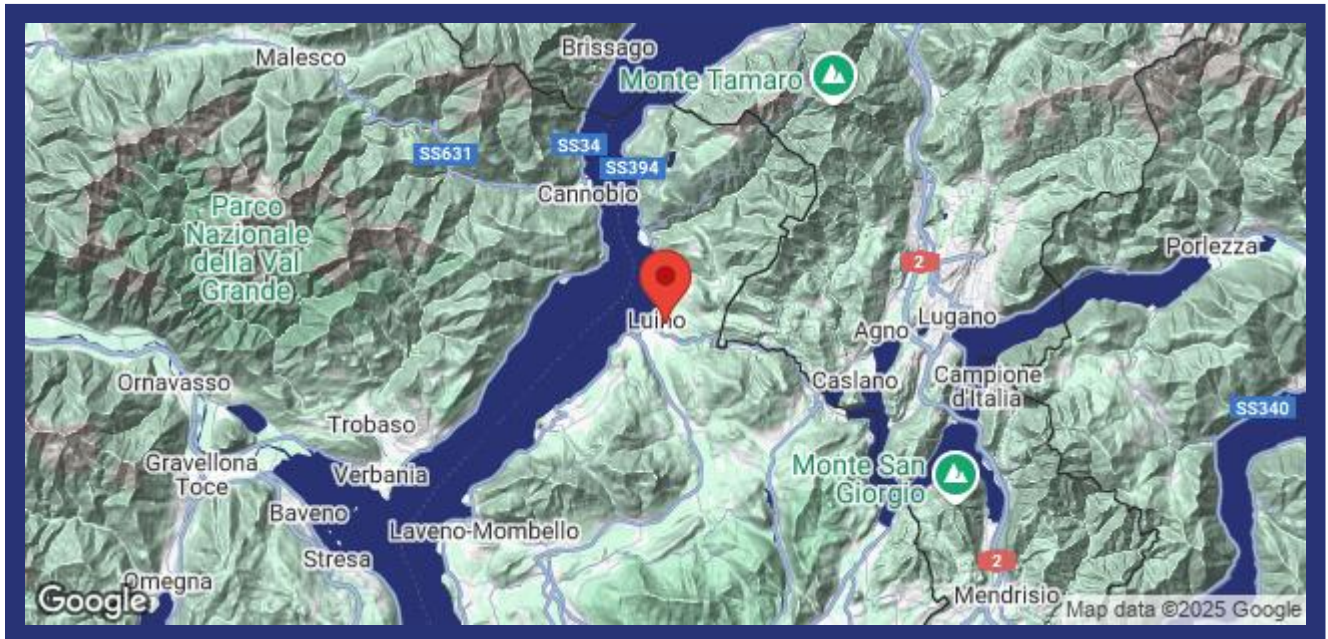 Brissago
Malesco
Monte Tamaro
SS34
SS631
SS394
Cannobio
Parco
Nazionale
della Val
Grande
Porlezza
2
Luino
Lugano
Agno
Ornavasso
Caslano
Campione
d'Italia
SS340
Trobaso
Gravellona
Toce
Verbania
Monte San
Giorgio
Baveno
Laveno-Mombello
Stresa
2
Omegna
Mendrisio
Google
Map data ©2025 Google